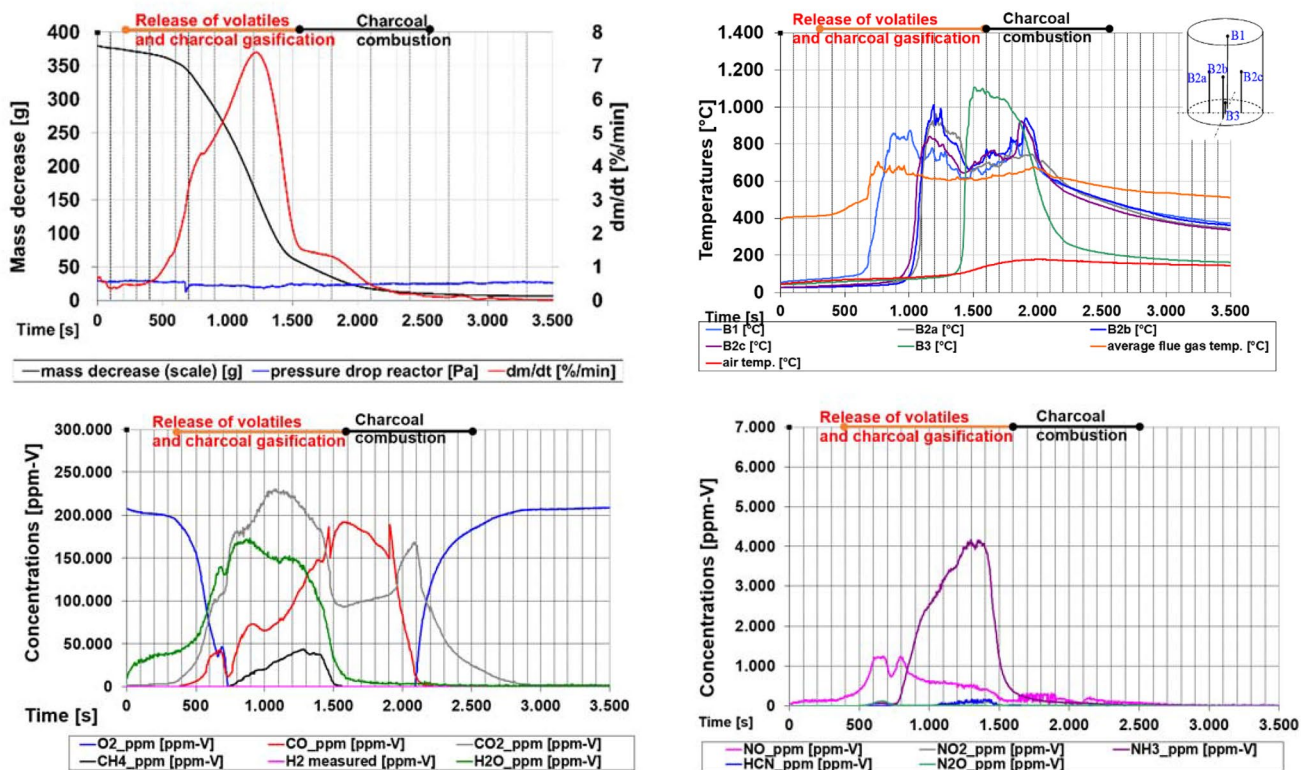 Release of volatiles
and charcoal gasification
Charcoal
combustion
400
350
300
250
200
150
100
50
0
Mass decrease [g]
8
7
6
5
4
3
2
1
0
dm/dt [%/min]
0 500 1.000 1.500 2.000 2.500 3.000 3.500
Time [s]
mass decrease (scale) [g] pressure drop reactor [Pa] dm/dt [%/min]
Release of volatiles
and charcoal gasification
Charcoal
combustion
1.400
1.200
1.000
800
600
400
200
0
Temperatures [°C]
B1
B2b
B2a
B2c
B3
0 500 1.000 1.500 2.000 2.500 3.000 3.500
Time [s]
B1 [°C] B2a [°C] B2b [°C]
B2c [°C] B3 [°C] average flue gas temp. [°C]
air temp. [°C]
Release of volatiles
and charcoal gasification
Charcoal
combustion
300.000
250.000
200.000
150.000
100.000
50.000
0
Concentrations [ppm-V]
0 500 1.000 1.500 2.000 2.500 3.000 3.500
Time [s]
O2_ppm [ppm-V] CO_ppm [ppm-V] CO2_ppm [ppm-V]
CH4_ppm [ppm-V] H2 measured [ppm-V] H2O_ppm [ppm-V]
Release of volatiles
and charcoal gasification
Charcoal
combustion
7.000
6.000
5.000
4.000
3.000
2.000
1.000
0
Concentrations [ppm-V]
0 500 1.000 1.500 2.000 2.500 3.000 3.500
Time [s]
NO_ppm [ppm-V] NO2_ppm [ppm-V] NH3_ppm [ppm-V]
HCN_ppm [ppm-V] N2O_ppm [ppm-V]